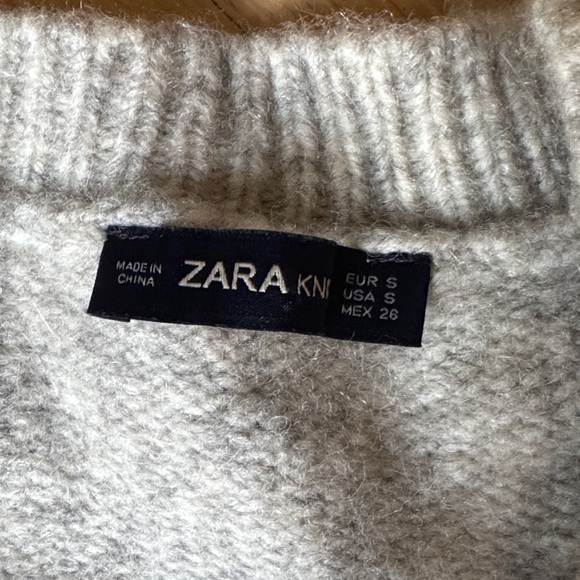 MADE IN
CHINA
ZARA KNI
EUR S
USA S
MEX 26